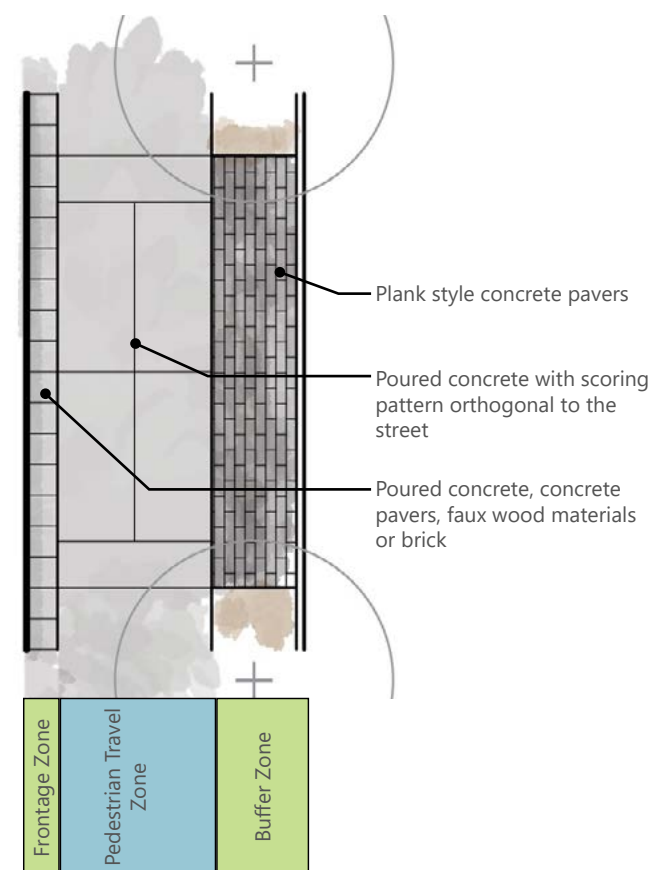 Plank style concrete pavers
Poured concrete with scoring
pattern orthogonal to the
street
Poured concrete, concrete
pavers, faux wood materials
or brick
Frontage Zone
Pedestrian Travel
Zone
Buffer Zone